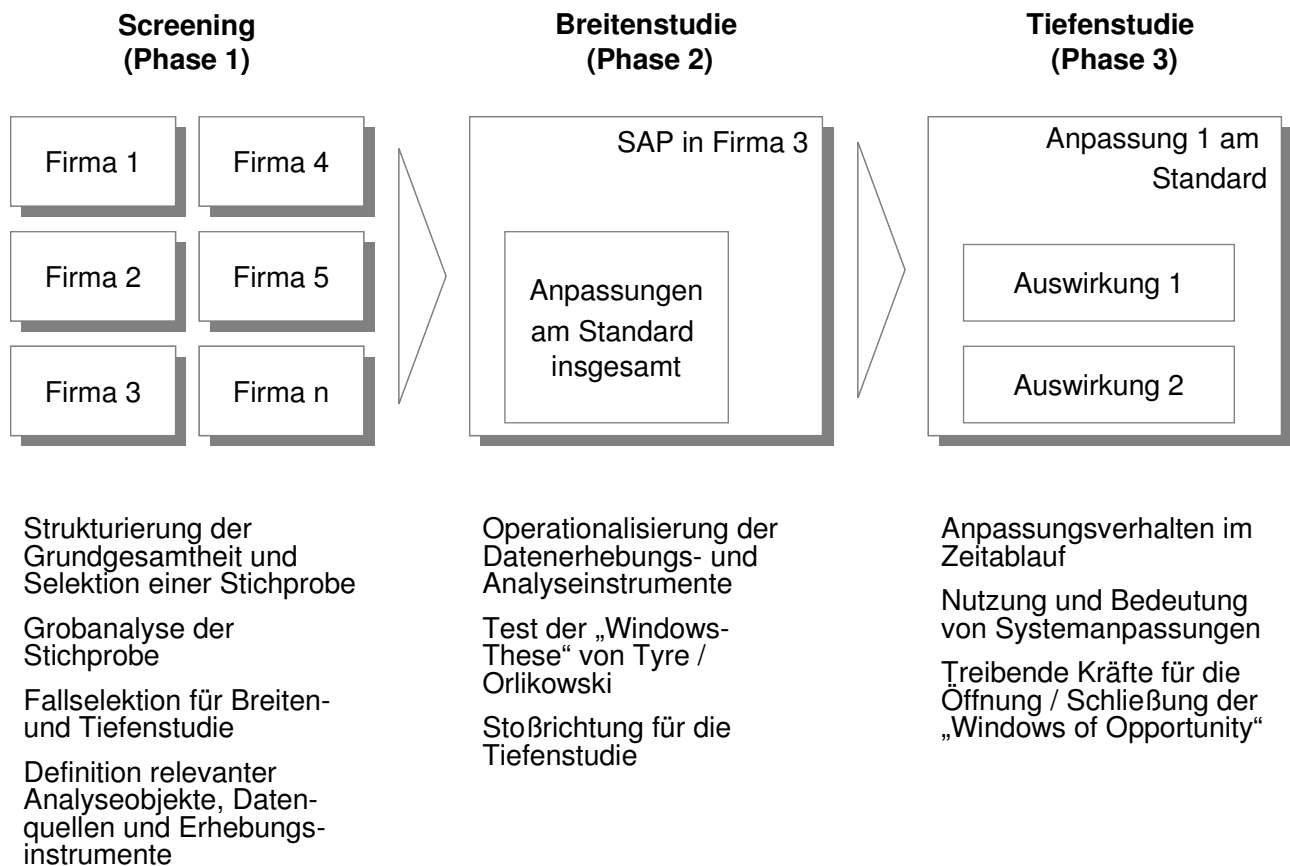 Screening
(Phase 1)
Breitenstudie
(Phase 2)
Tiefenstudie
(Phase 3)
Firma 1
Firma 4
Firma 2
Firma 5
Firma 3
Firma n
SAP in Firma 3
Anpassungen
am Standard
insgesamt
Anpassung 1 am
Standard
Auswirkung 1
Auswirkung 2
Strukturierung der
Grundgesamtheit und
Selektion einer Stichprobe
Grobanalyse der
Stichprobe
Fallselektion für Breiten-
und Tiefenstudie
Definition relevanter
Analyseobjekte, Daten-
quellen und Erhebungs-
instrumente
Operationalisierung der
Datenerhebungs- und
Analyseinstrumente
Test der „Windows-
These“ von Tyre /
Orlikowski
Stoßrichtung für die
Tiefenstudie
Anpassungsverhalten im
Zeitablauf
Nutzung und Bedeutung
von Systemanpassungen
Treibende Kräfte für die
Öffnung / Schließung der
„Windows of Opportunity“